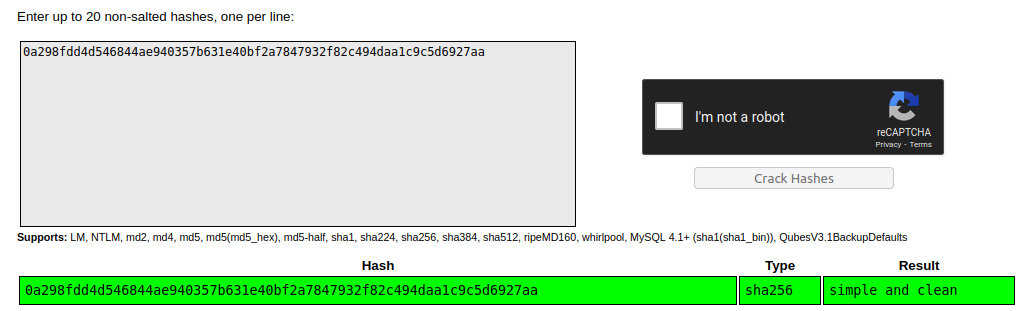 Enter up to 20 non-salted hashes, one per line:
0a298fdd4d546844ae940357b631e40bf2a7847932f82c494daa1c9c5d6927aa
I'm not a robot
reCAPTCHA
Privacy - Terms
Crack Hashes
Supports: LM, NTLM, md2, md4, md5, md5(md5_hex), md5-half, sha1, sha224, sha256, sha384, sha512, ripeMD160, whirlpool, MySQL 4.1+ (sha1(sha1_bin)), QubesV3.1BackupDefaults
Hash Type Result
0a298fdd4d546844ae940357b631e40bf2a7847932f82c494daa1c9c5d6927aa sha256 simple and clean